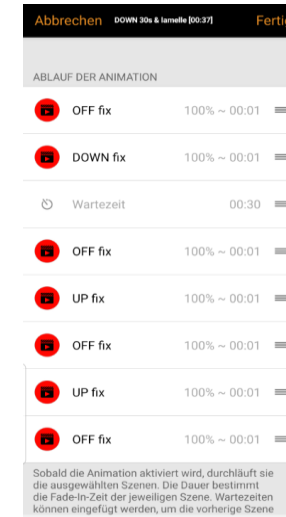 Abbrechen DOWN 30s & lamelle [00:37] Fertig
ABLAUF DER ANIMATION
OFF fix 100% ~ 00:01
DOWN fix 100% ~ 00:01
Wartezeit 00:30
OFF fix 100% ~ 00:01
UP fix 100% ~ 00:01
OFF fix 100% ~ 00:01
UP fix 100% ~ 00:01
OFF fix 100% ~ 00:01
Sobald die Animation aktiviert wird, durchläuft sie
die ausgewählten Szenen. Die Dauer bestimmt
die Fade-In-Zeit der jeweiligen Szene. Wartezeiten
können eingefügt werden, um die vorherige Szene